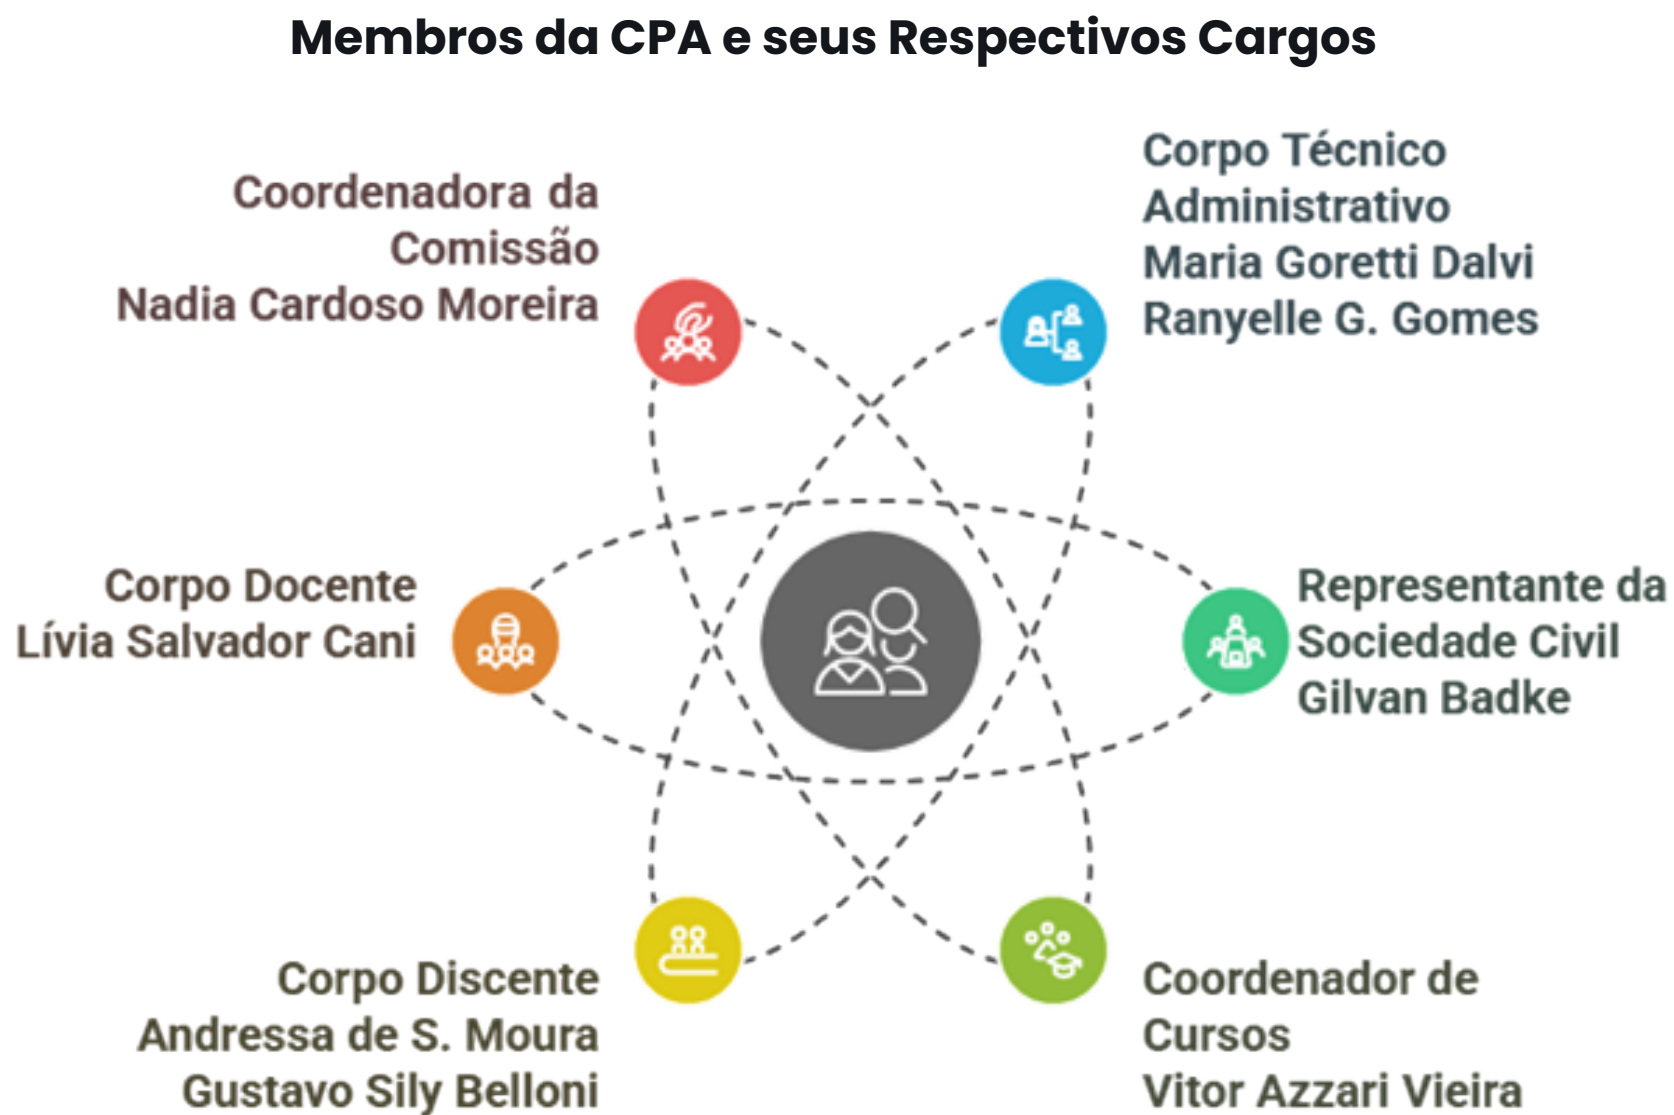 Membros da CPA e seus Respectivos Cargos
Coordenadora da
Comissão
Nadia Cardoso Moreira
Corpo Técnico
Administrativo
Maria Goretti Dalvi
Ranyelle G. Gomes
Corpo Docente
Lívia Salvador Cani
Representante da
Sociedade Civil
Gilvan Badke
Corpo Discente
Andressa de S. Moura
Gustavo Sily Belloni
Coordenador de
Cursos
Vitor Azzari Vieira